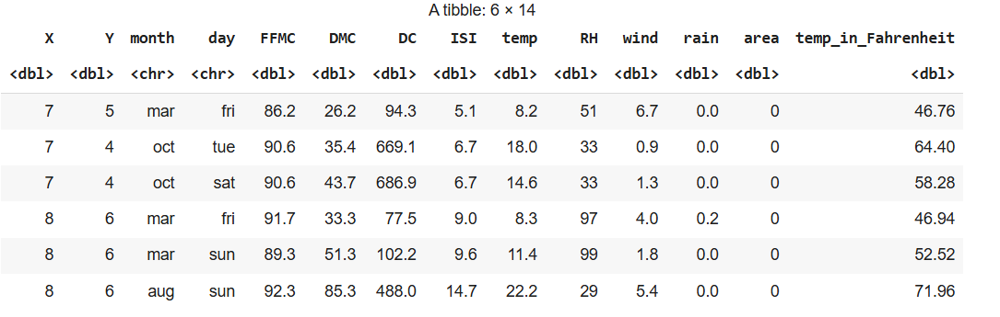 A tibble: 6 × 14
X Y month day FFMC DMC DC ISI temp RH wind rain area temp_in_Fahrenheit
<dbl> <dbl> <chr> <chr> <dbl> <dbl> <dbl> <dbl> <dbl> <dbl> <dbl> <dbl> <dbl> <dbl>
7 5 mar fri 86.2 26.2 94.3 5.1 8.2 51 6.7 0.0 0 46.76
7 4 oct tue 90.6 35.4 669.1 6.7 18.0 33 0.9 0.0 0 64.40
7 4 oct sat 90.6 43.7 686.9 6.7 14.6 33 1.3 0.0 0 58.28
8 6 mar fri 91.7 33.3 77.5 9.0 8.3 97 4.0 0.2 0 46.94
8 6 mar sun 89.3 51.3 102.2 9.6 11.4 99 1.8 0.0 0 52.52
8 6 aug sun 92.3 85.3 488.0 14.7 22.2 29 5.4 0.0 0 71.96